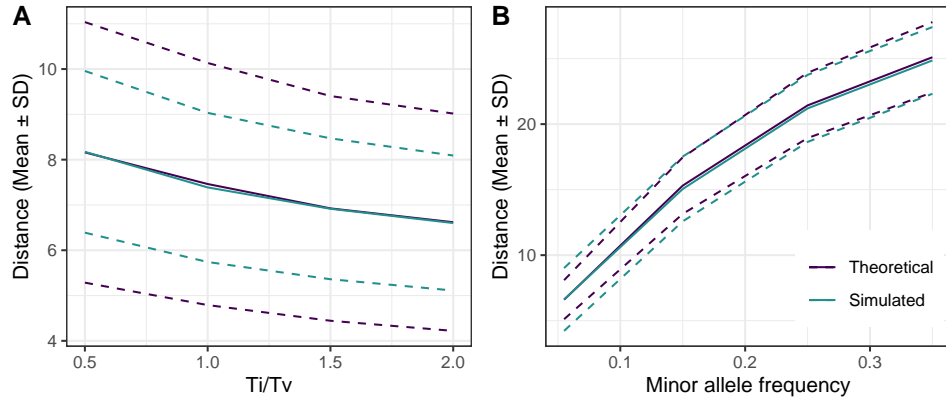 A
Distance (Mean ± SD)
10
8
6
4
0.5
1.0
1.5
2.0
Ti/Tv
B
Distance (Mean ± SD)
20
10
0.1
0.2
0.3
Minor allele frequency
Theoretical
Simulated